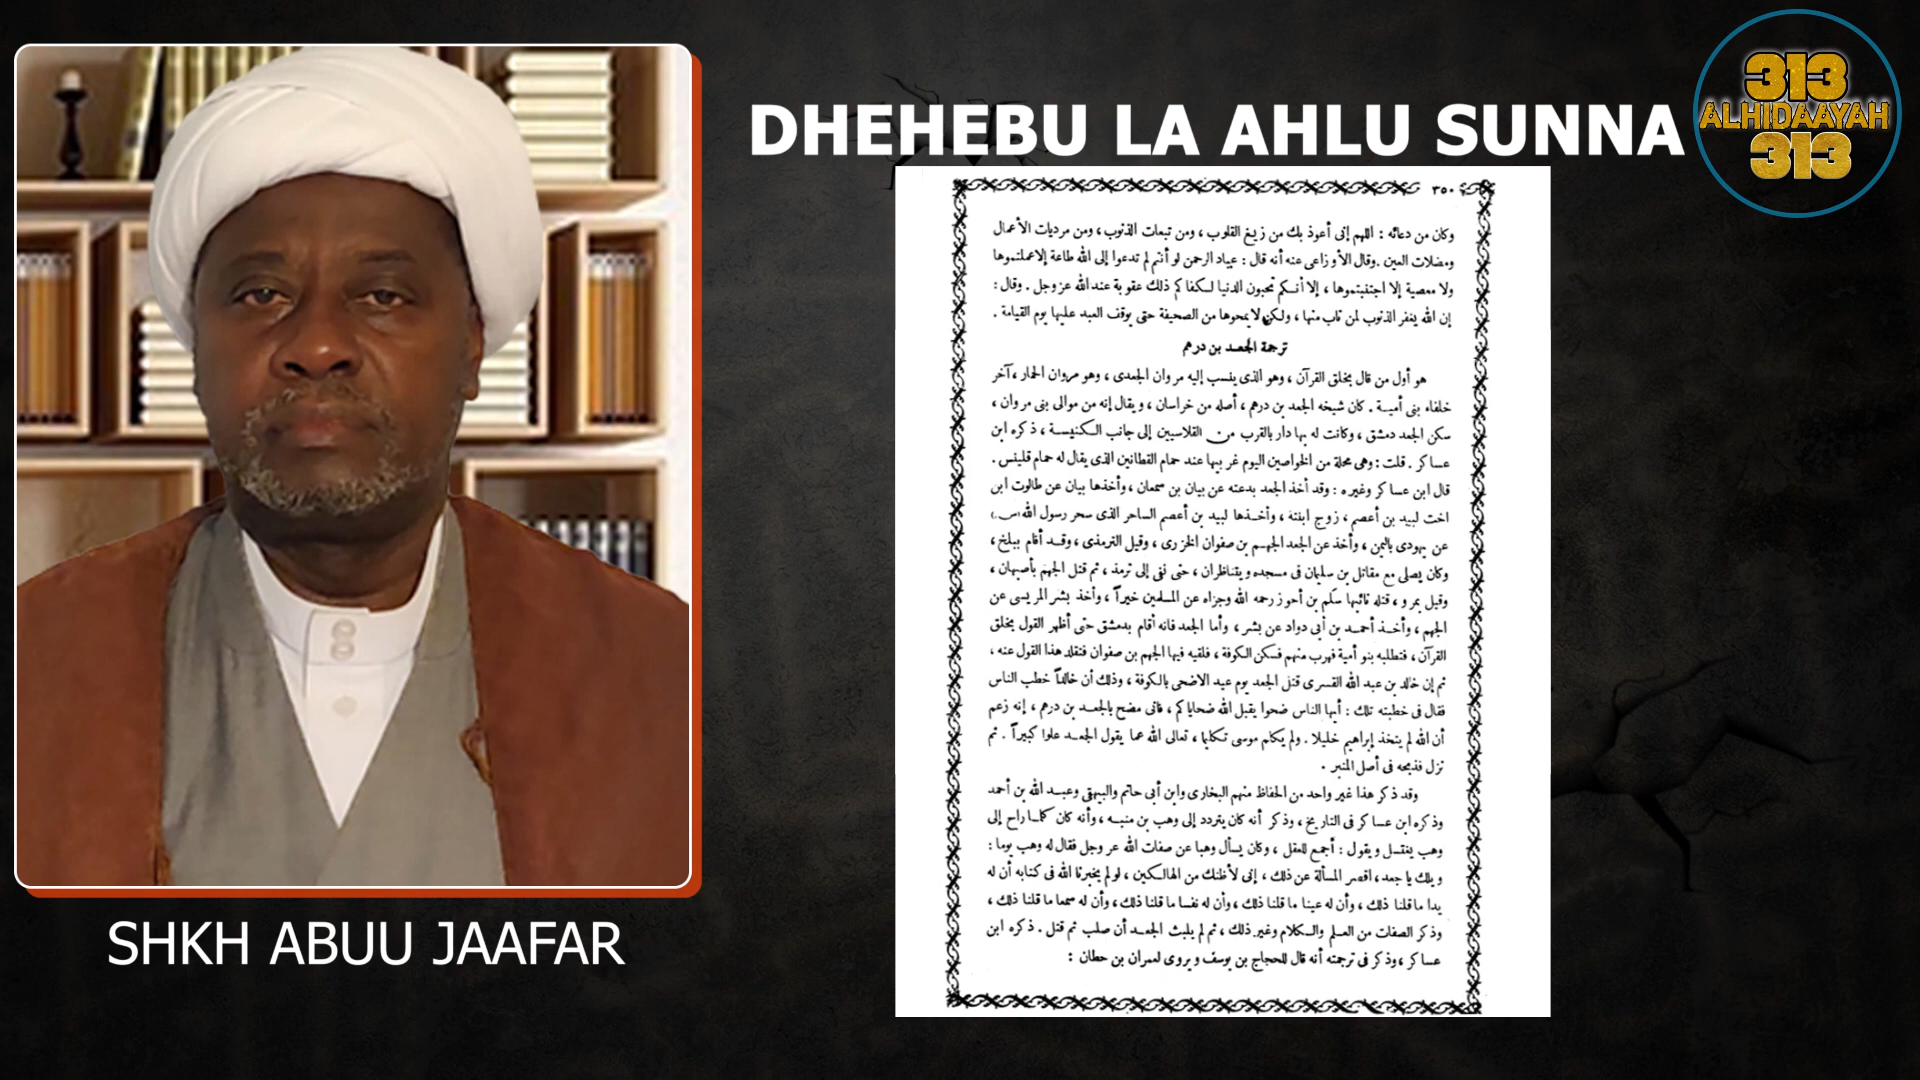 DHEHEBU LA AHLU SUNNA
313
ALHIDAAYAH
313
SHKH ABUU JAAFAR
٣٥٠
وكان من دعائه : اللهم إنى أعوذ بك من زيغ القلوب ، ومن تبعات الذنوب ، ومن مرديات الأعمال
ومضلات الفتن . وقال الأوزاعى عنه أنه قال : عباد الرحمن لو أنتم لم تدعوا إلى الله طاعة إلا عملتموها
ولا معصية إلا اجتنبتموها ، إلا أنكم تحبون الدنيا لكفاكم ذلك عقوبة عند الله عز وجل . وقال :
إن الله يغفر الذنوب لمن تاب منها ، ولكن لا يمحوها من الصحيفة حتى يوقف العبد عليها يوم القيامة .
ترجمة الجعد بن درهم
هو أول من قال بخلق القرآن ، وهو الذى ينسب إليه مروان الجعدى ، وهو مروان الحمار ، آخر
خلفاء بنى أمية . كان شيخه الجعد بن درهم ، أصله من خراسان ، ويقال إنه من موالى بنى مروان ،
سكن الجعد دمشق ، وكانت له بها دار بالقرب من القلاسيين إلى جانب الكنيسة ، ذكره ابن
عساكر . قلت : وهى محلة من الخواصين اليوم غربيها عند حمام القطانين الذى يقال له حمام قلينس .
قال ابن عساكر وغيره : وقد أخذ الجعد بدعته عن بيان بن سمعان ، وأخذها بيان عن طالوت ابن
اخت لبيد بن أعصم ، زوج ابنته ، وأخذها لبيد بن أعصم الساحر الذى سحر رسول الله (ص)
عن يهودى باليمن ، وأخذ عن الجعد الجهم بن صفوان الخزرى ، وقيل الترمذى ، وقد أقام ببلخ ،
وكان يصلى مع مقاتل بن سليمان فى مسجده ويتناظران ، حتى نفى إلى ترمذ ، ثم قتل الجهم بأصبهان ،
وقيل بمرو ، قتله نائبها سلم بن أحوز رحمه الله وجزاه عن المسلمين خيراً ، وأخذ بشر المريسى عن
الجهم ، وأخذ أحمد بن أبى دواد عن بشر ، وأما الجعد فانه أقام بدمشق حتى أظهر القول بخلق
القرآن ، فتطلبه بنو أمية فهرب منهم فسكن الكوفة ، فلقيه فيها الجهم بن صفوان فتقلد هذا القول عنه ،
ثم إن خالد بن عبد الله القسرى قتل الجعد يوم عيد الاضحى بالكوفة ، وذلك أن خالداً خطب الناس
فقال فى خطبته تلك : أيها الناس ضحوا يقبل الله ضحاياكم ، فانى مضح بالجعد بن درهم ، إنه زعم
أن الله لم يتخذ إبراهيم خليلا . ولم يكلم موسى تكليما ، تعالى الله عما يقول الجعد علوا كبيراً . ثم
نزل فذبحه فى أصل المنبر .
وقد ذكر هذا غير واحد من الحفاظ منهم البخارى وابن أبى حاتم والبيهقى وعبد الله بن أحمد
وذكره ابن عساكر فى التاريخ ، وذكر أنه كان يتردد إلى وهب بن منبه ، وأنه كان كلما راح إلى
وهب يغتسل ويقول : أجمع للعقل ، وكان يسأل وهبا عن صفات الله عز وجل فقال له وهب يوما :
ويلك يا جعد ، اقصر المسألة عن ذلك ، إنى لأظنك من الهالكين ، لو لم يخبرنا الله فى كتابه أن له
يدا ما قلنا ذلك ، وأن له عينا ما قلنا ذلك ، وأن له نفسا ما قلنا ذلك ، وأن له سمعا ما قلنا ذلك ،
وذكر الصفات من العلم والكلام وغير ذلك ، ثم لم يلبث الجعد أن صلب ثم قتل . ذكره ابن
عساكر ، وذكر فى ترجمته أنه قال للحجاج بن يوسف ويروى لعمران بن حطان :